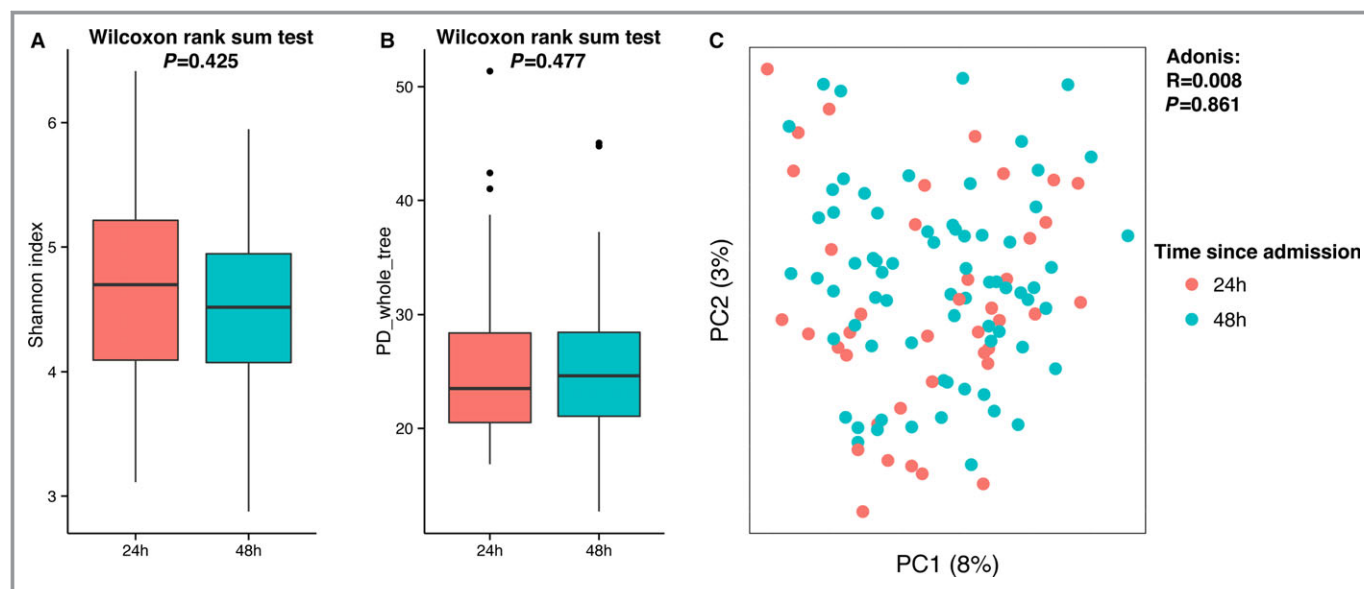 A
Wilcoxon rank sum test
P=0.425
Shannon index
6
5
4
3
24h
48h
B
Wilcoxon rank sum test
P=0.477
PD_whole_tree
50
40
30
20
24h
48h
C
PC2 (3%)
PC1 (8%)
Adonis:
R=0.008
P=0.861
Time since admission
24h
48h